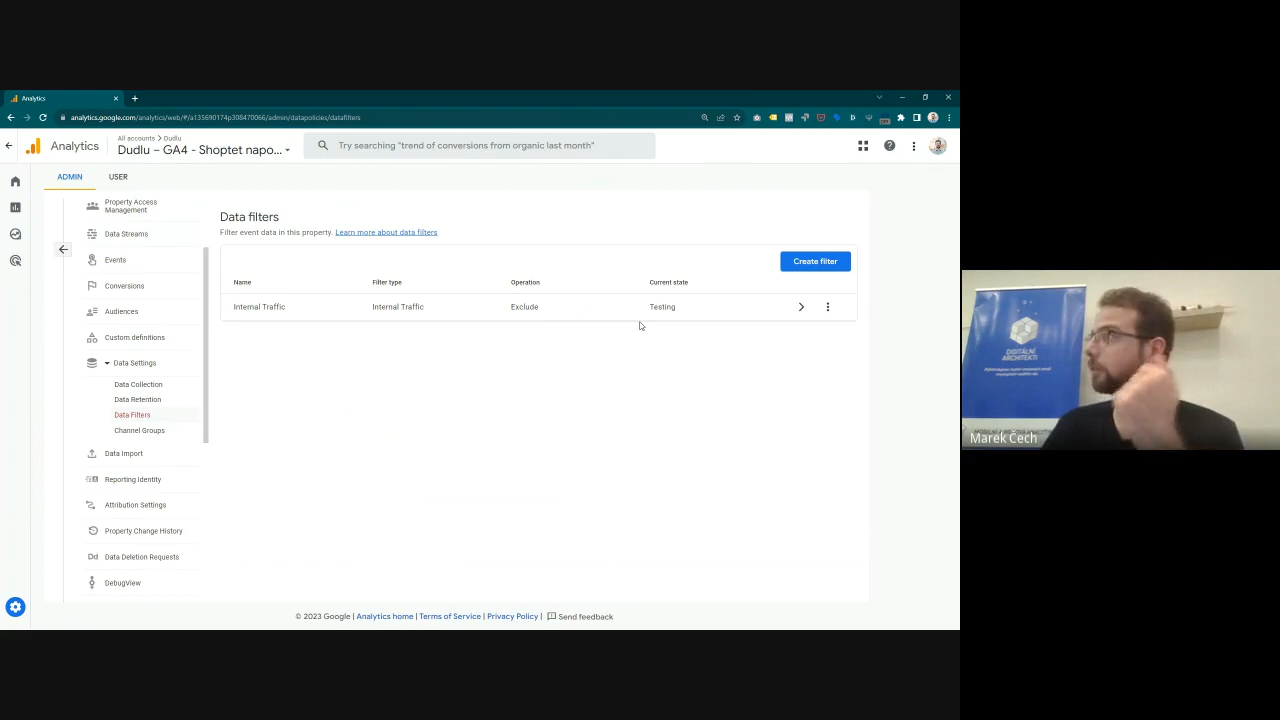 Analytics
analytics.google.com/analytics/web/#/a135690174p308470066/admin/datapolicies/datafilters
Analytics
All accounts > Dudlu
Dudlu – GA4 - Shoptet napo...
Try searching "trend of conversions from organic last month"
ADMIN
USER
Property Access
Management
Data Streams
Events
Conversions
Audiences
Custom definitions
Data Settings
Data Collection
Data Retention
Data Filters
Channel Groups
Data Import
Reporting Identity
Attribution Settings
Property Change History
Dd Data Deletion Requests
DebugView
Data filters
Filter event data in this property. Learn more about data filters
Create filter
Name Filter type Operation Current state
Internal Traffic Internal Traffic Exclude Testing
© 2023 Google | Analytics home | Terms of Service | Privacy Policy | Send feedback
DIGITÁLNÍ
ARCHITEKTI
Marek Čech